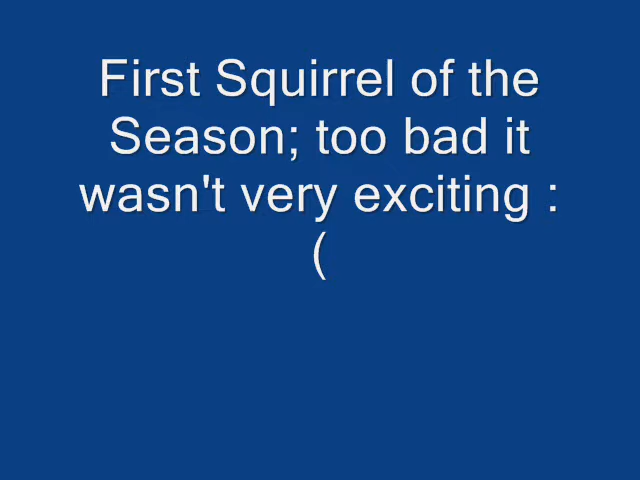 First Squirrel of the
Season; too bad it
wasn't very exciting :
(